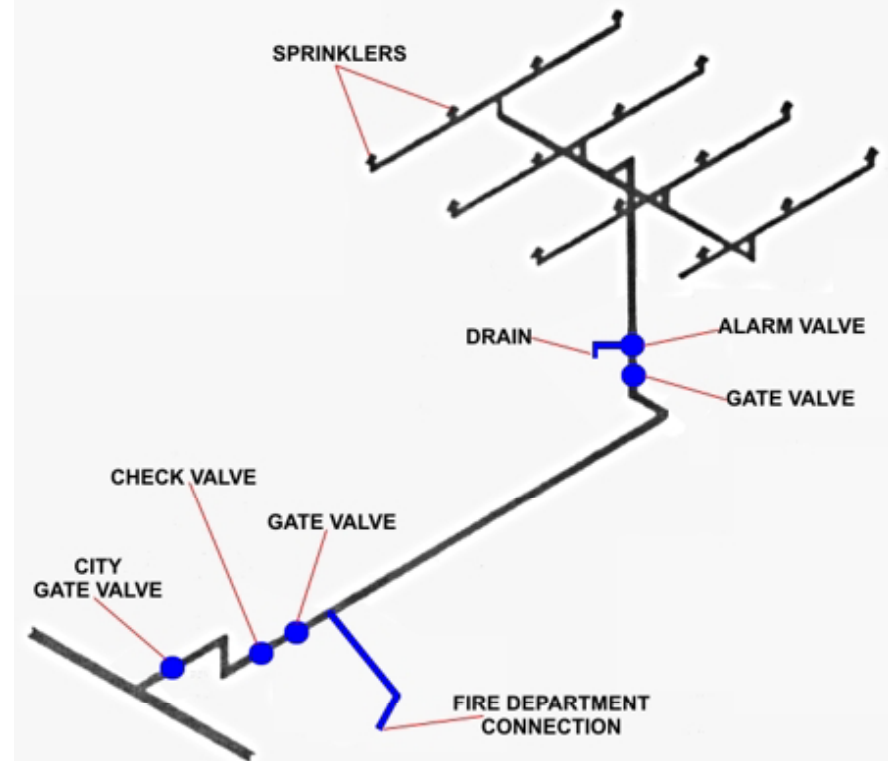 SPRINKLERS
DRAIN
ALARM VALVE
GATE VALVE
CHECK VALVE
GATE VALVE
CITY
GATE VALVE
FIRE DEPARTMENT
CONNECTION